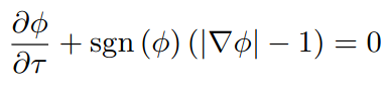 ∂ϕ/∂τ + sgn (ϕ) (|∇ϕ| − 1) = 0